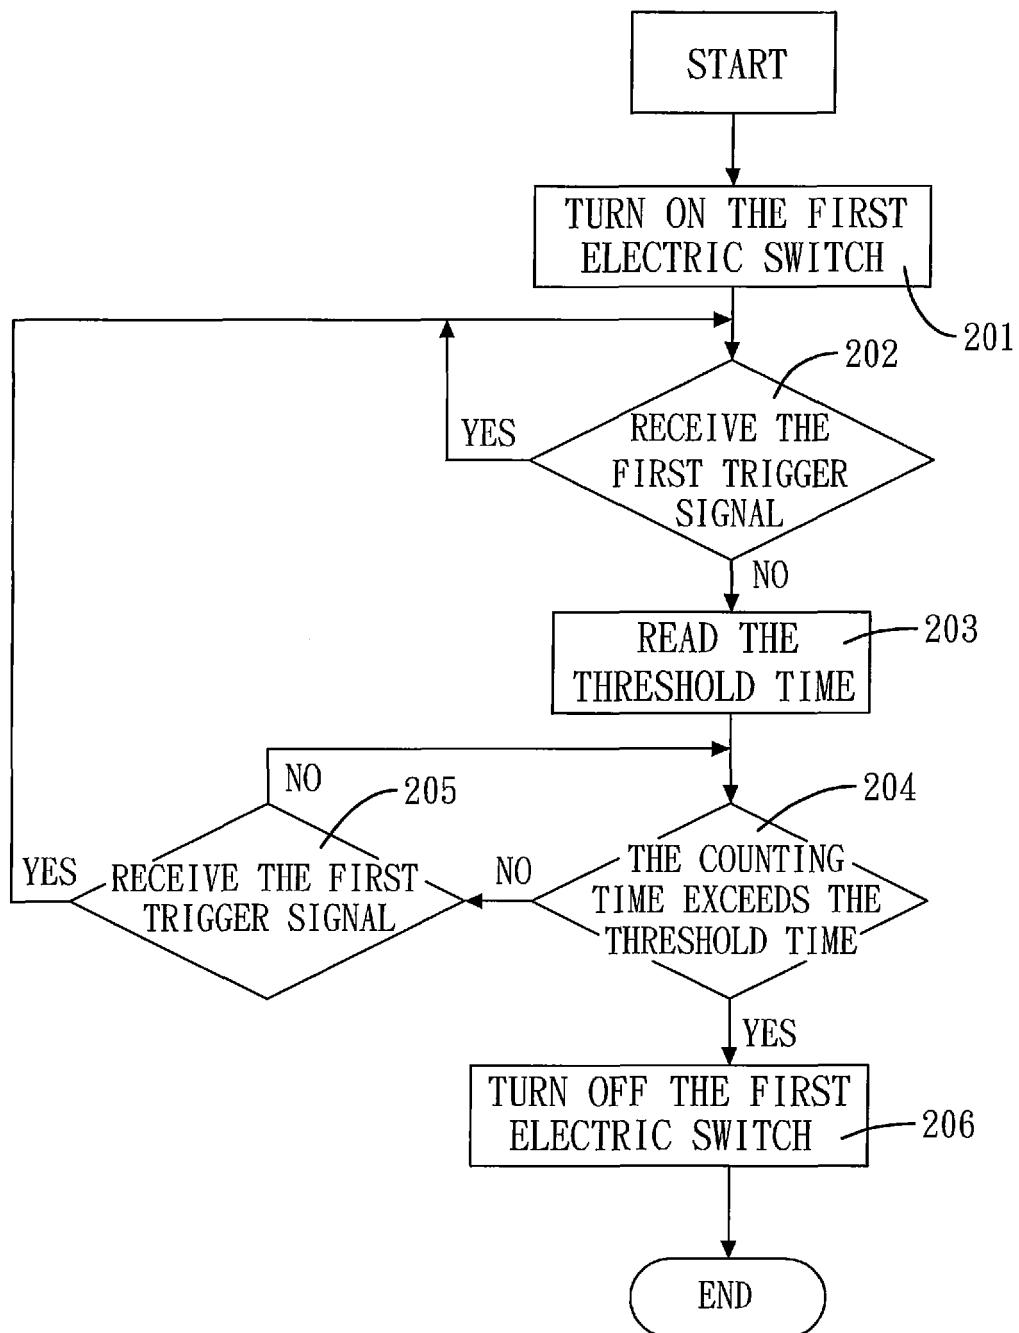 START
TURN ON THE FIRST
ELECTRIC SWITCH
201
202
YES
RECEIVE THE
FIRST TRIGGER
SIGNAL
NO
READ THE
THRESHOLD TIME
203
NO
205
204
YES
RECEIVE THE FIRST
TRIGGER SIGNAL
NO
THE COUNTING
TIME EXCEEDS THE
THRESHOLD TIME
YES
TURN OFF THE FIRST
ELECTRIC SWITCH
206
END